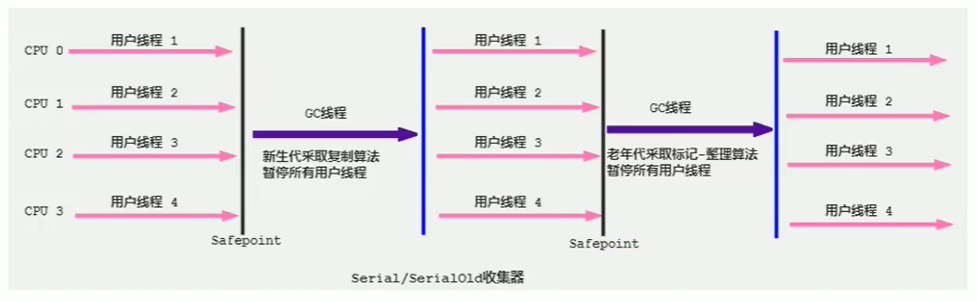 CPU 0 用户线程 1 用户线程 1 用户线程 1
CPU 1 用户线程 2 用户线程 2 用户线程 2
GC线程 GC线程
CPU 2 用户线程 3 用户线程 3 用户线程 3
新生代采取复制算法 老年代采取标记-整理算法
暂停所有用户线程 暂停所有用户线程
CPU 3 用户线程 4 用户线程 4 用户线程 4
Safepoint Safepoint
Serial/SerialOld收集器